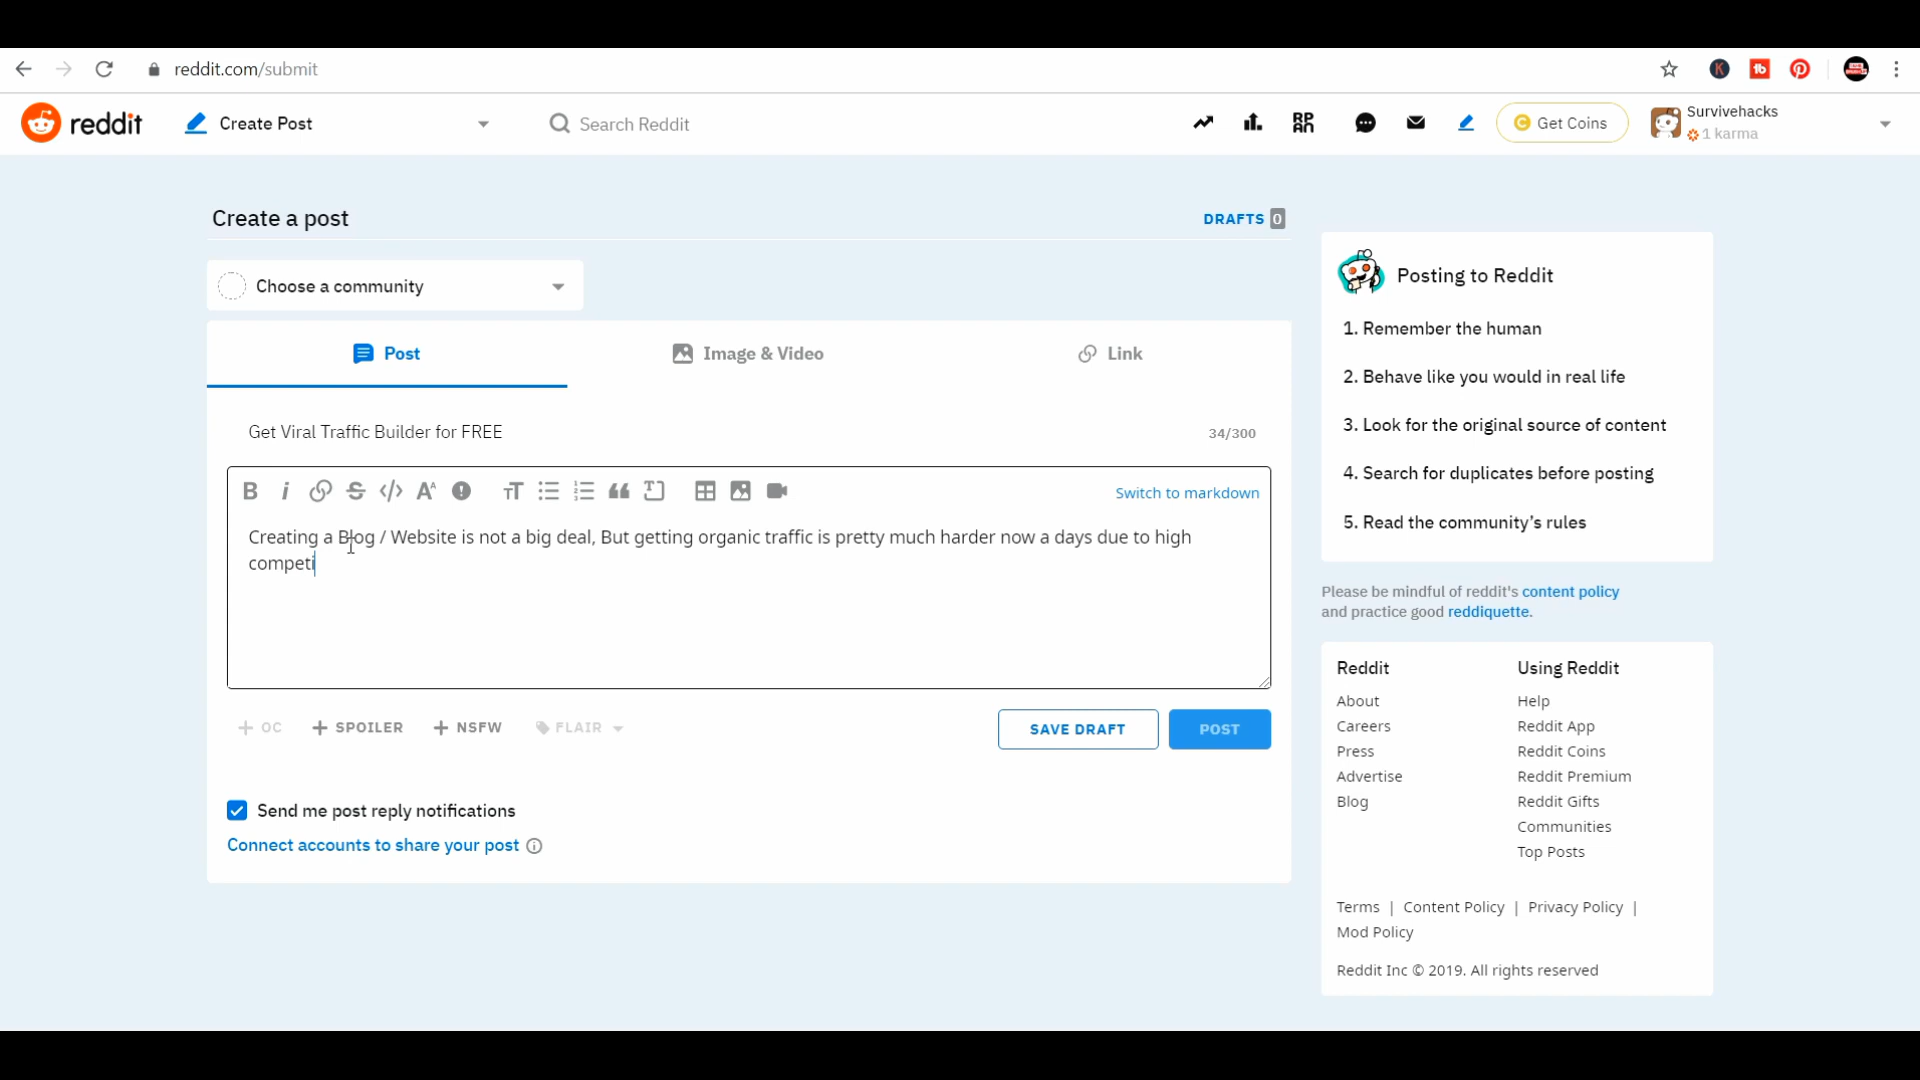 reddit.com/submit
reddit
Create Post
Search Reddit
Get Coins
Survivehacks
1 karma
Create a post
DRAFTS 0
Choose a community
Post
Image & Video
Link
Get Viral Traffic Builder for FREE
34/300
Switch to markdown
Creating a Blog / Website is not a big deal, But getting organic traffic is pretty much harder now a days due to high
competi
+ OC
+ SPOILER
+ NSFW
FLAIR
SAVE DRAFT
POST
Send me post reply notifications
Connect accounts to share your post
Posting to Reddit
1. Remember the human
2. Behave like you would in real life
3. Look for the original source of content
4. Search for duplicates before posting
5. Read the community’s rules
Please be mindful of reddit's content policy
and practice good reddiquette.
Reddit
About
Careers
Press
Advertise
Blog
Using Reddit
Help
Reddit App
Reddit Coins
Reddit Premium
Reddit Gifts
Communities
Top Posts
Terms | Content Policy | Privacy Policy |
Mod Policy
Reddit Inc © 2019. All rights reserved